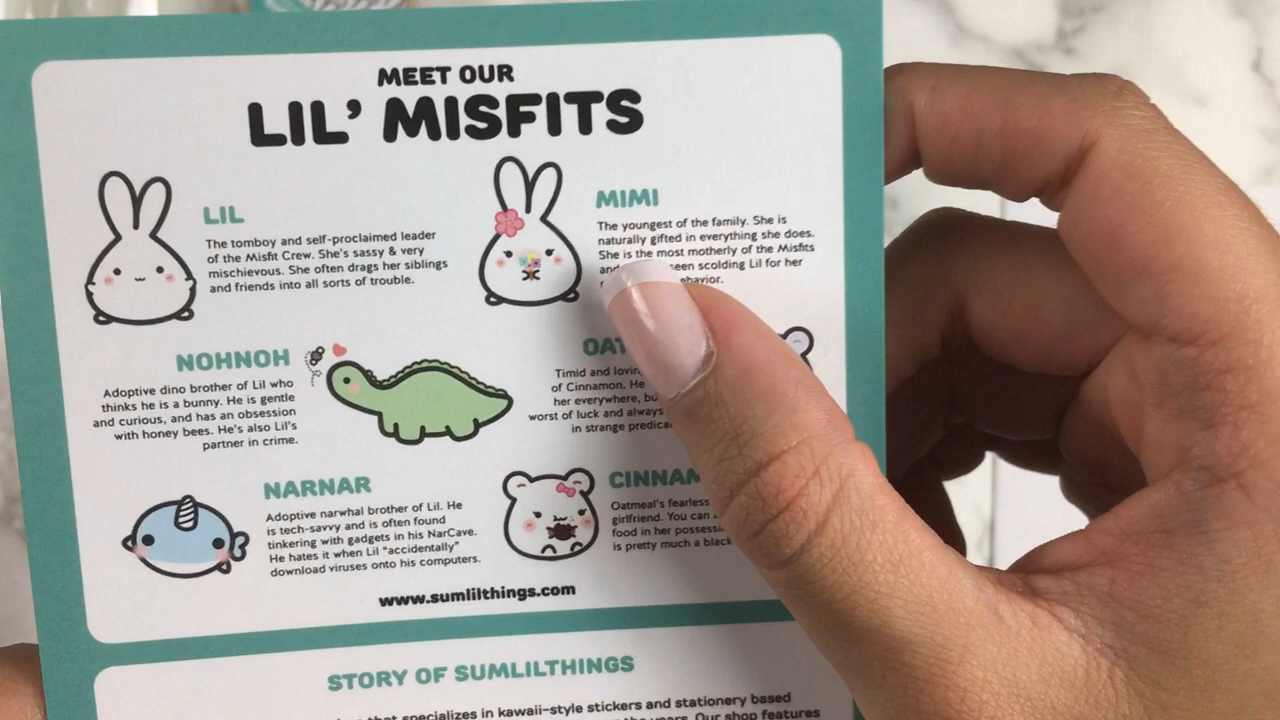 MEET OUR
LIL' MISFITS
LIL
The tomboy and self-proclaimed leader
of the Misfit Crew. She's sassy & very
mischievous. She often drags her siblings
and friends into all sorts of trouble.
MIMI
The youngest of the family. She is
naturally gifted in everything she does.
She is the most motherly of the Misfits
and seen scolding Lil for her
NOHNOH
Adoptive dino brother of Lil who
thinks he is a bunny. He is gentle
and curious, and has an obsession
with honey bees. He's also Lil's
partner in crime.
Timid and
of Cinnamon. He
her everywhere,
worst of luck and always
in strange
NARNAR
Adoptive narwhal brother of Lil. He
is tech-savvy and is often found
tinkering with gadgets in his NarCave.
He hates it when Lil "accidentally"
download viruses onto his computers.
Oatmeal's fearless
girlfriend. You can
food in her
is pretty much a black
www.sumlilthings.com
STORY OF SUMLILTHINGS
that specializes in kawaii-style stickers and stationery based
the years. Our shop features